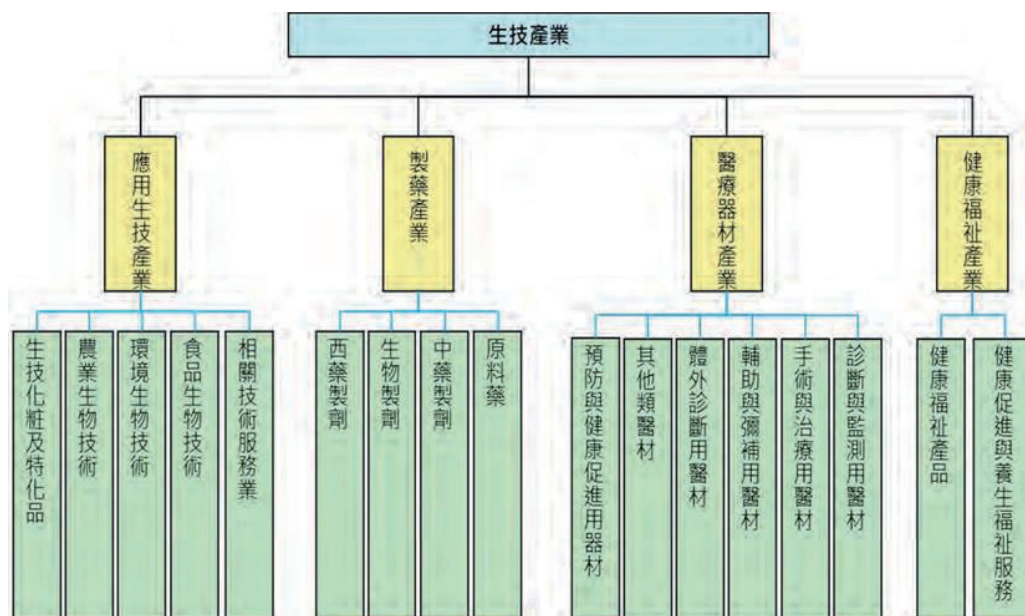 生技產業
應用生技產業
製藥產業
醫療器材產業
健康福祉產業
生技化粧及特化品
農業生物技術
環境生物技術
食品生物技術
相關技術服務業
西藥製劑
生物製劑
中藥製劑
原料藥
預防與健康促進用器材
其他類醫材
體外診斷用醫材
輔助與彌補用醫材
手術與治療用醫材
診斷與監測用醫材
健康福祉產品
健康促進與養生福祉服務